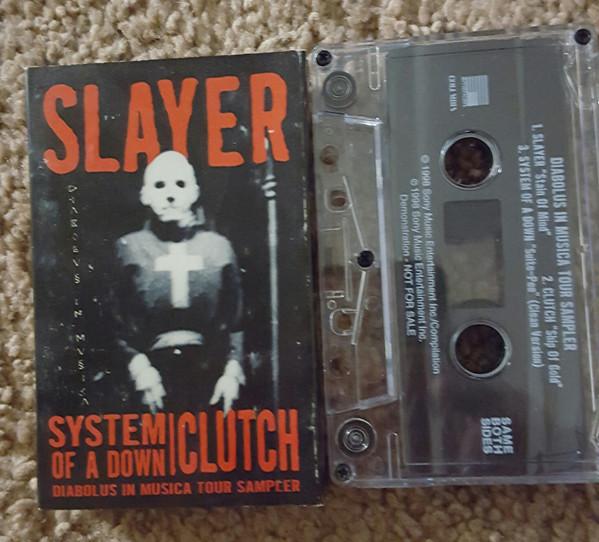 SLAYER
DIABOLUS IN MUSICA
SYSTEM OF A DOWN
CLUTCH
DIABOLUS IN MUSICA TOUR SAMPLER
COLUMBIA
DIABOLUS IN MUSICA TOUR SAMPLER
1. SLAYER "Stain Of Mind" 2. CLUTCH "Ship Of Gold"
3. SYSTEM OF A DOWN "Suite-Pee" (Clean Version)
℗ 1998 Sony Music Entertainment Inc./Compilation
© 1998 Sony Music Entertainment Inc.
Demonstration - NOT FOR SALE
SAME
BOTH
SIDES